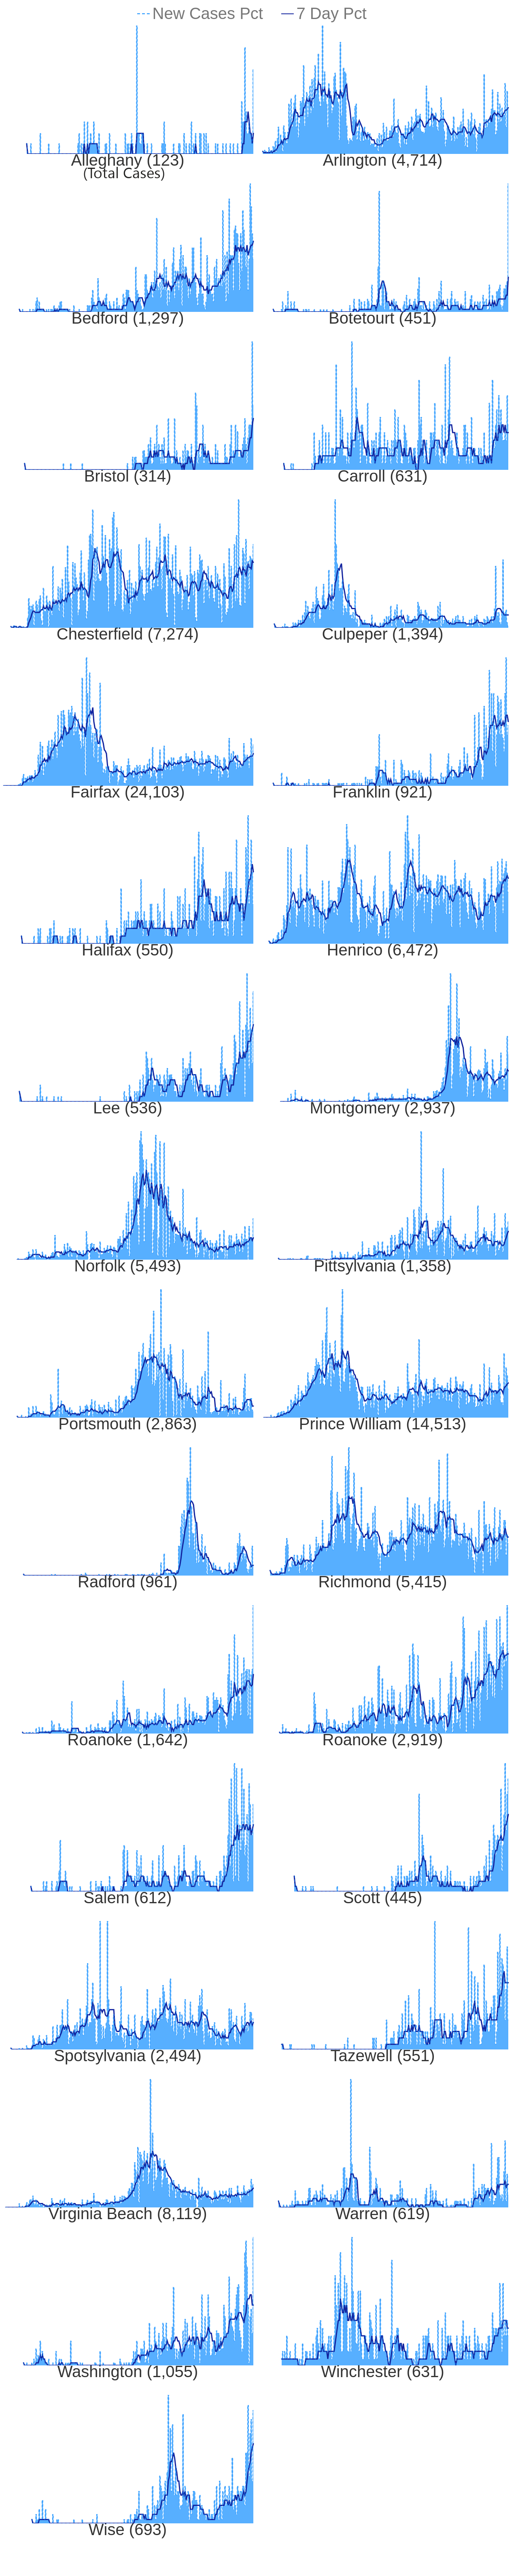 New Cases Pct 7 Day Pct
Alleghany (123) Arlington (4,714)
(Total Cases)
Bedford (1,297) Botetourt (451)
Bristol (314) Carroll (631)
Chesterfield (7,274) Culpeper (1,394)
Fairfax (24,103) Franklin (921)
Halifax (550) Henrico (6,472)
Lee (536) Montgomery (2,937)
Norfolk (5,493) Pittsylvania (1,358)
Portsmouth (2,863) Prince William (14,513)
Radford (961) Richmond (5,415)
Roanoke (1,642) Roanoke (2,919)
Salem (612) Scott (445)
Spotsylvania (2,494) Tazewell (551)
Virginia Beach (8,119) Warren (619)
Washington (1,055) Winchester (631)
Wise (693)